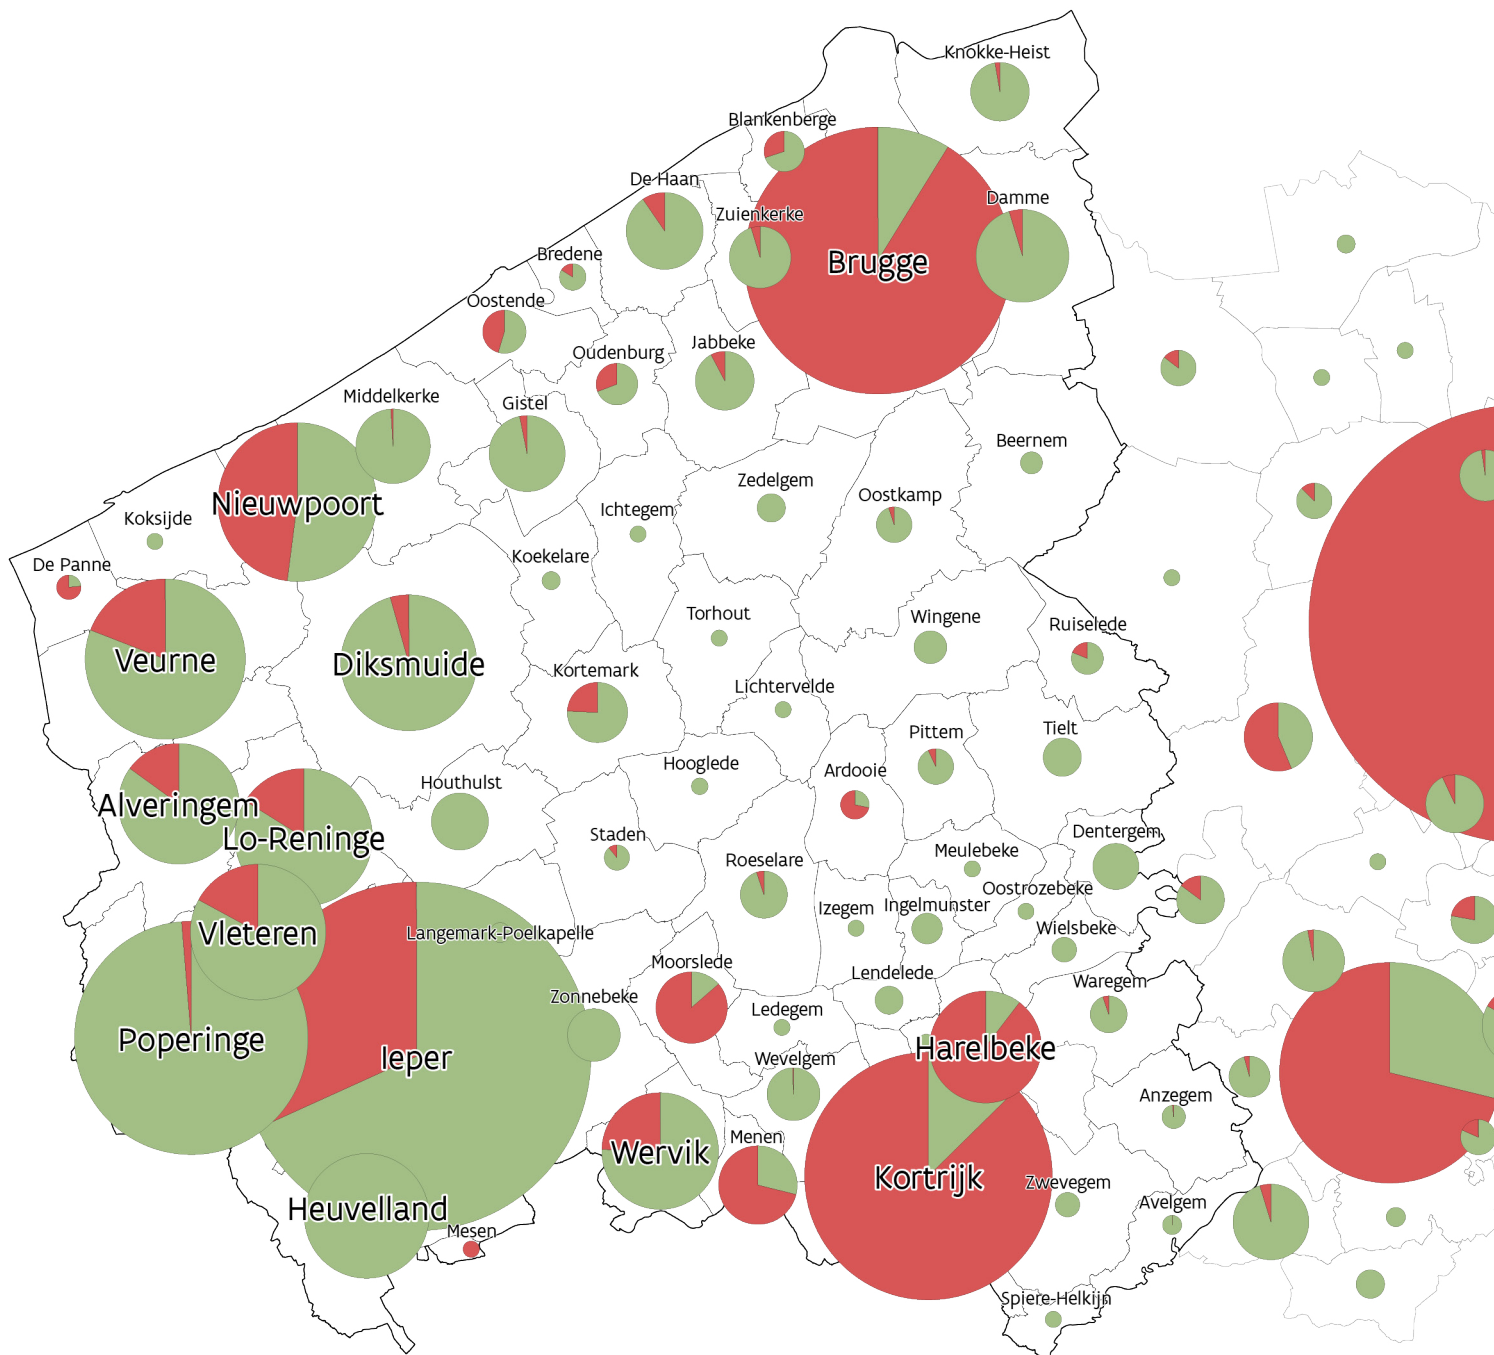 Knokke-Heist
Blankenberge
De Haan
Damme
Zuienkerke
Bredene
Brugge
Oostende
Jabbeke
Oudenburg
Middelkerke
Gistel
Beernem
Zedelgem
Oostkamp
Nieuwpoort
Ichtegem
Koksijde
Koekelare
De Panne
Torhout
Wingene
Ruiselede
Veurne
Diksmuide
Kortemark
Lichtervelde
Tielt
Pittem
Hooglede
Ardooie
Houthulst
Alveringem
Lo-Reninge
Staden
Dentergem
Meulebeke
Roeselare
Oostrozebeke
Izegem
Ingelmunster
Wielsbeke
Vleteren
Langemark-Poelkapelle
Moorslede
Lendelede
Waregem
Zonnebeke
Ledegem
Poperinge
Harelbeke
Ieper
Wevelgem
Anzegem
Menen
Wervik
Kortrijk
Zwevegem
Avelgem
Heuvelland
Mesen
Spiere-Helkijn